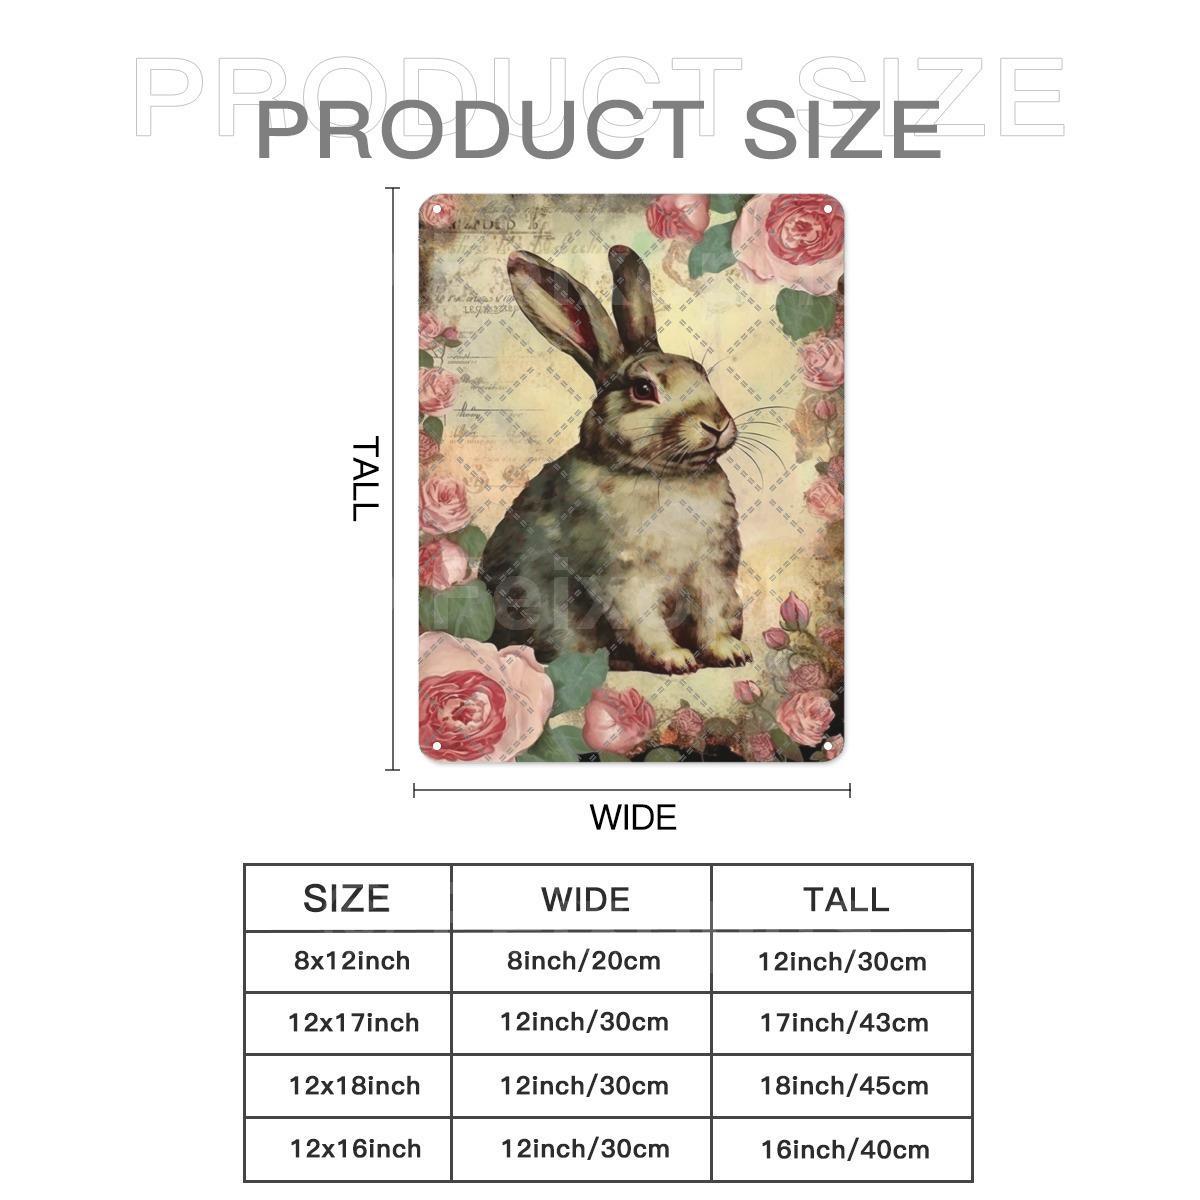 PRODUCT SIZE
PRODUCT SIZE
TALL
WIDE
SIZE WIDE TALL
8x12inch 8inch/20cm 12inch/30cm
12x17inch 12inch/30cm 17inch/43cm
12x18inch 12inch/30cm 18inch/45cm
12x16inch 12inch/30cm 16inch/40cm